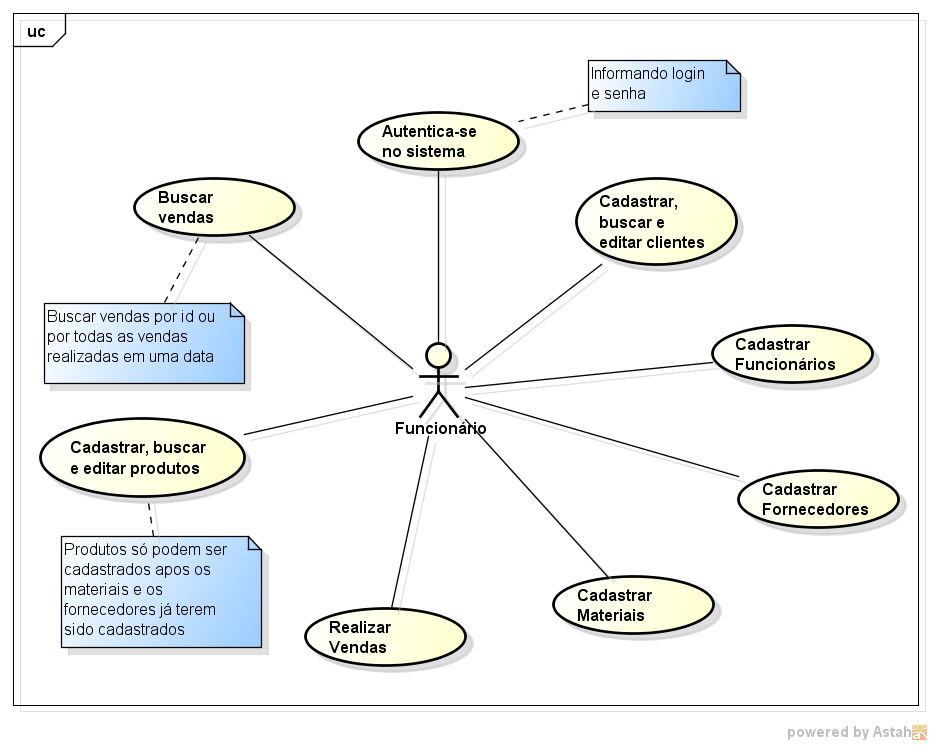 uc
Informando login
e senha
Autentica-se
no sistema
Buscar
vendas
Cadastrar,
buscar e
editar clientes
Buscar vendas por id ou
por todas as vendas
realizadas em uma data
Cadastrar
Funcionários
Funcionário
Cadastrar, buscar
e editar produtos
Cadastrar
Fornecedores
Produtos só podem ser
cadastrados apos os
materiais e os
fornecedores já terem
sido cadastrados
Cadastrar
Materiais
Realizar
Vendas
powered by Astah